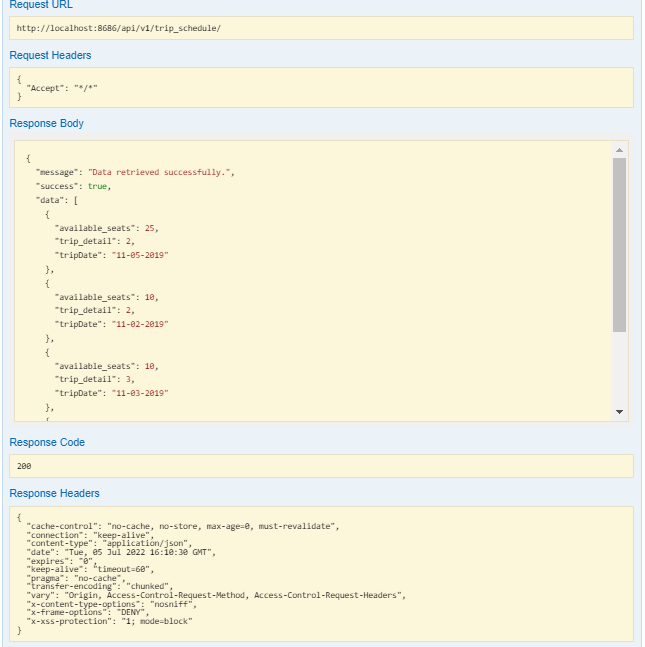 Request URL
http://localhost:8686/api/v1/trip_schedule/
Request Headers
{
"Accept": "*/*"
}
Response Body
{
"message": "Data retrieved successfully.",
"success": true,
"data": [
{
"available_seats": 25,
"trip_detail": 2,
"tripDate": "11-05-2019"
},
{
"available_seats": 10,
"trip_detail": 2,
"tripDate": "11-02-2019"
},
{
"available_seats": 10,
"trip_detail": 3,
"tripDate": "11-03-2019"
},
{
Response Code
200
Response Headers
{
"cache-control": "no-cache, no-store, max-age=0, must-revalidate",
"connection": "keep-alive",
"content-type": "application/json",
"date": "Tue, 05 Jul 2022 16:10:30 GMT",
"expires": "0",
"keep-alive": "timeout=60",
"pragma": "no-cache",
"transfer-encoding": "chunked",
"vary": "Origin, Access-Control-Request-Method, Access-Control-Request-Headers",
"x-content-type-options": "nosniff",
"x-frame-options": "DENY",
"x-xss-protection": "1; mode=block"
}